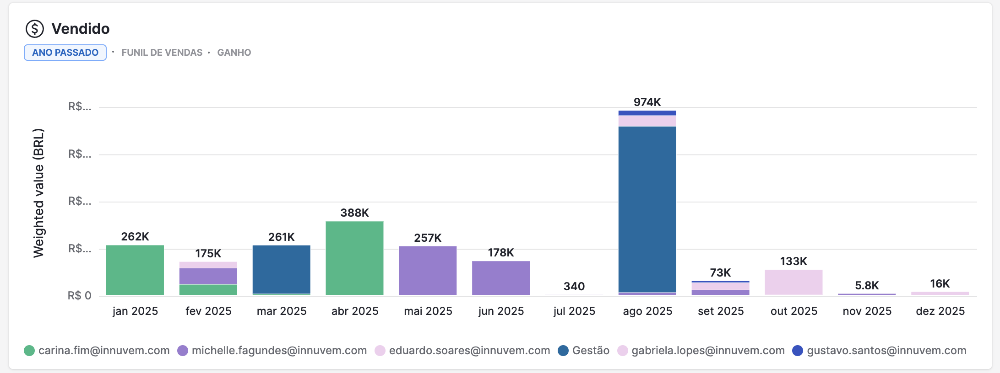 Vendido
ANO PASSADO · FUNIL DE VENDAS · GANHO
Weighted value (BRL)
R$...
R$...
R$...
R$...
R$ 0
262K
175K
261K
388K
257K
178K
340
974K
73K
133K
5.8K
16K
jan 2025 fev 2025 mar 2025 abr 2025 mai 2025 jun 2025 jul 2025 ago 2025 set 2025 out 2025 nov 2025 dez 2025
carina.fim@innuvem.com michelle.fagundes@innuvem.com eduardo.soares@innuvem.com Gestão gabriela.lopes@innuvem.com gustavo.santos@innuvem.com